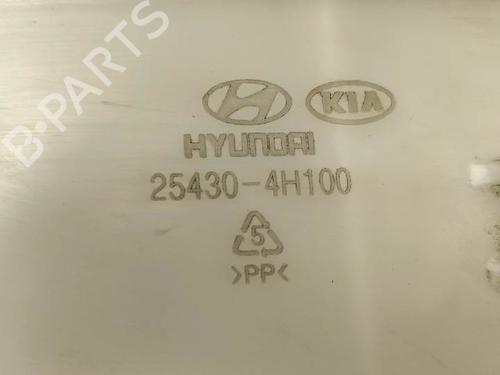 B-PARTS
KIA
HYUNDAI
25430-4H100
5
>PP<